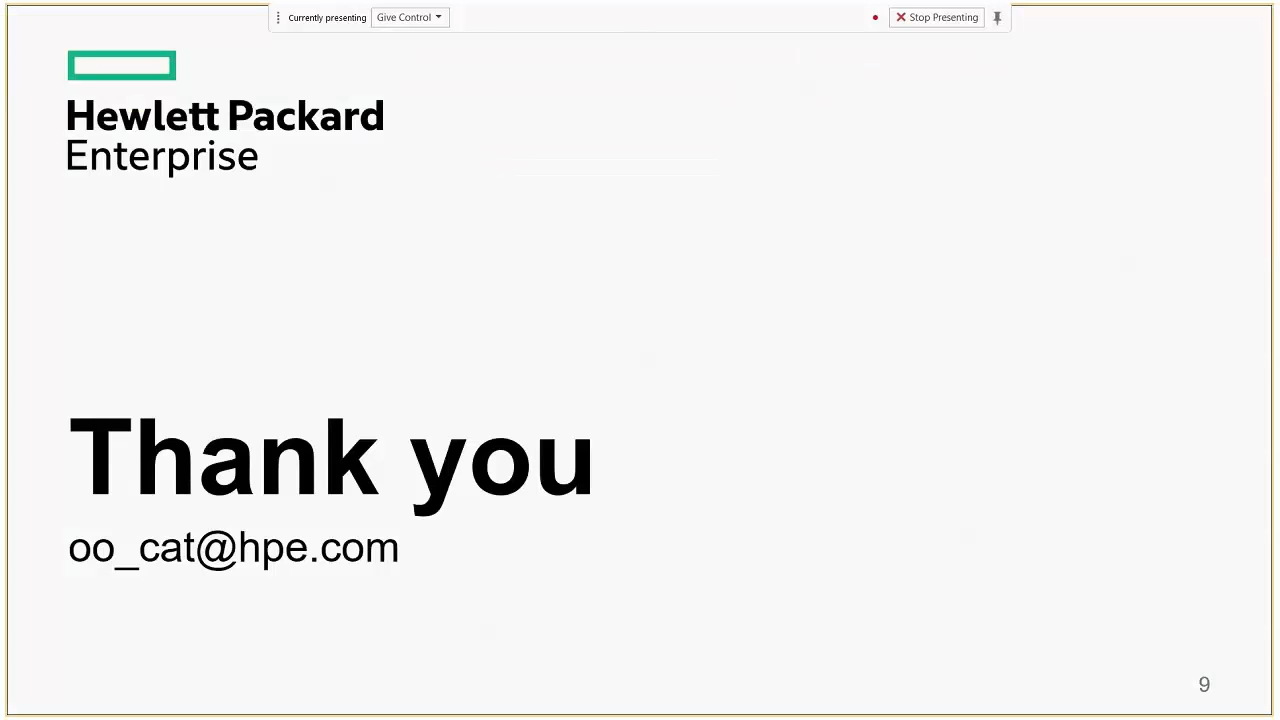 Currently presenting Give Control Stop Presenting
Hewlett Packard
Enterprise
Thank you
oo_cat@hpe.com
9